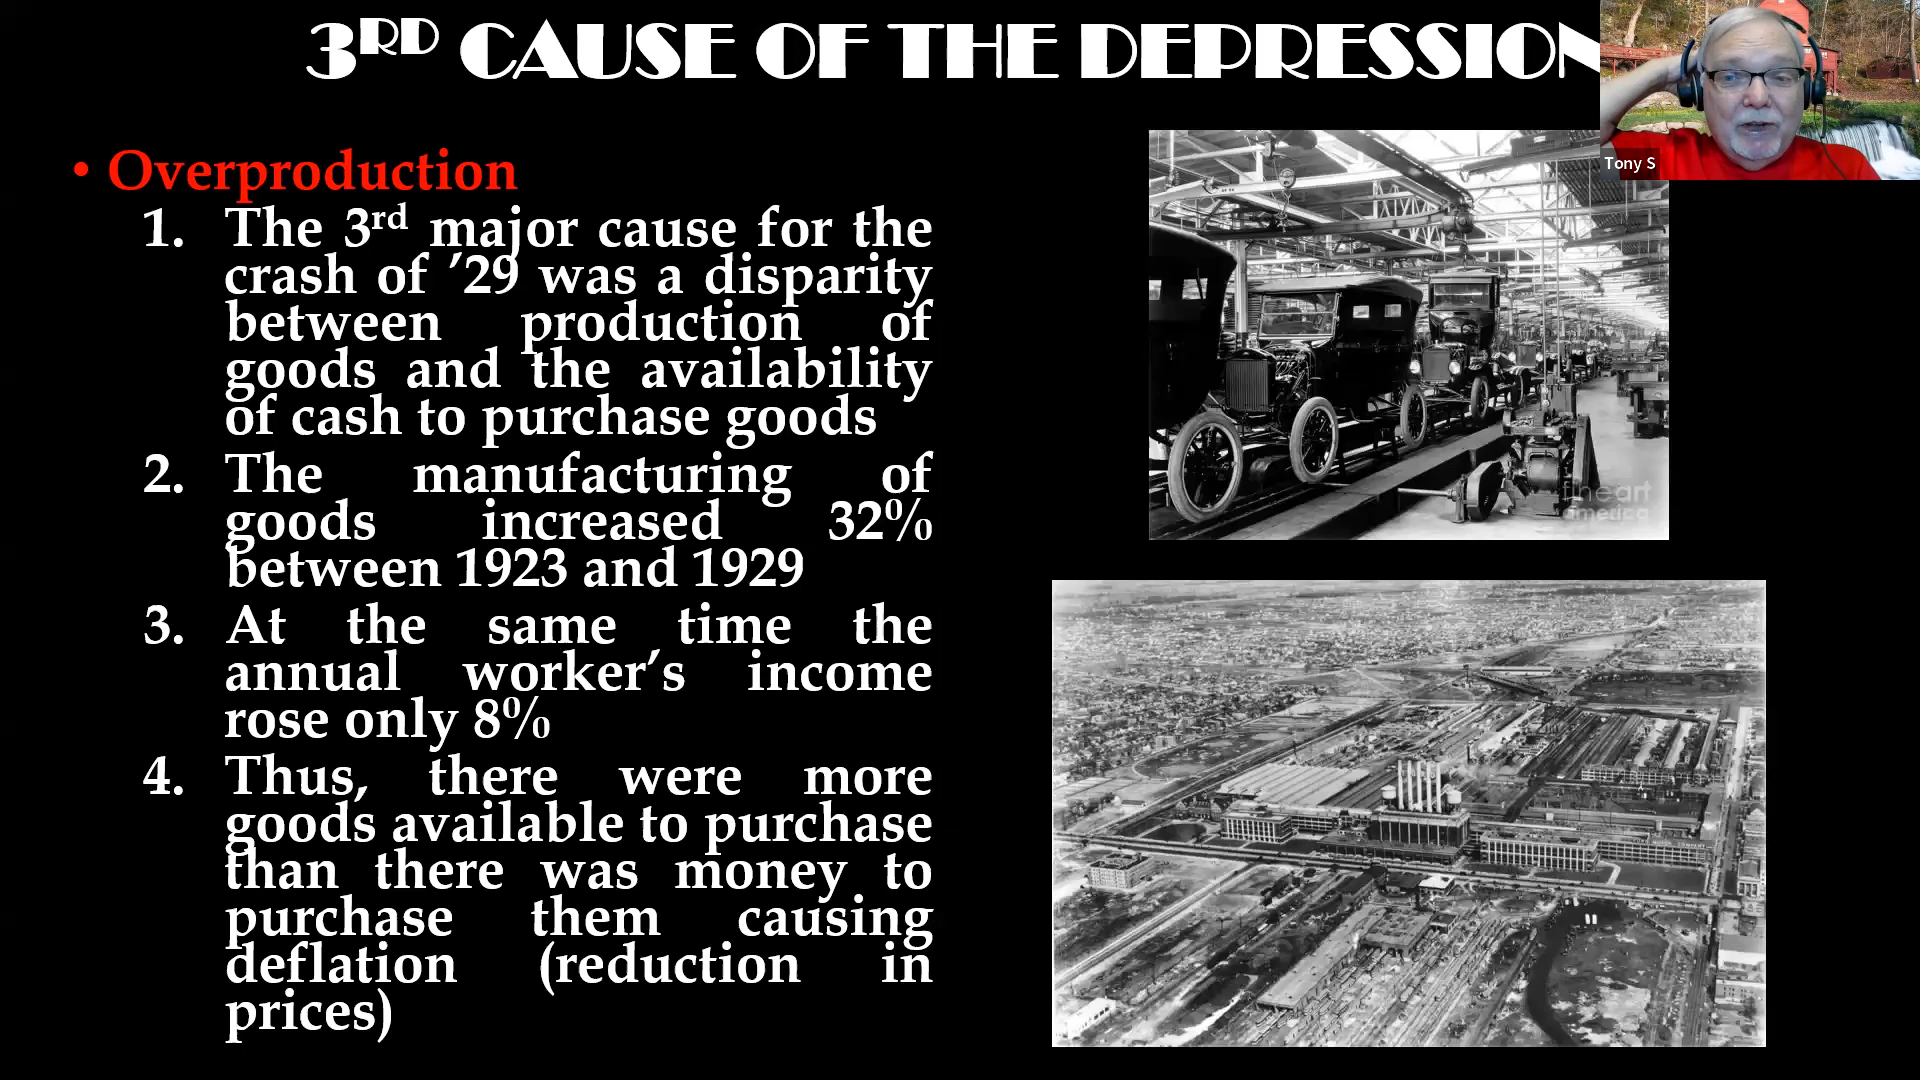 3RD CAUSE OF THE DEPRESSION
Tony S
• Overproduction
1. The 3rd major cause for the
crash of ’29 was a disparity
between production of
goods and the availability
of cash to purchase goods
2. The manufacturing of
goods increased 32%
between 1923 and 1929
3. At the same time the
annual worker’s income
rose only 8%
4. Thus, there were more
goods available to purchase
than there was money to
purchase them causing
deflation (reduction in
prices)
fineart
america